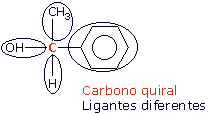 CH₃
OH C
H
Carbono quiral
Ligantes diferentes